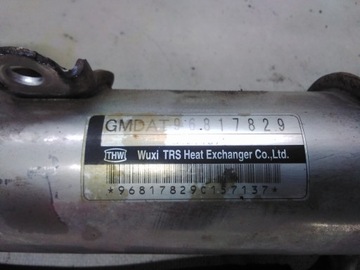 GMDAT96817829
THW Wuxi TRS Heat Exchanger Co.,Ltd.
*96817829C157137*